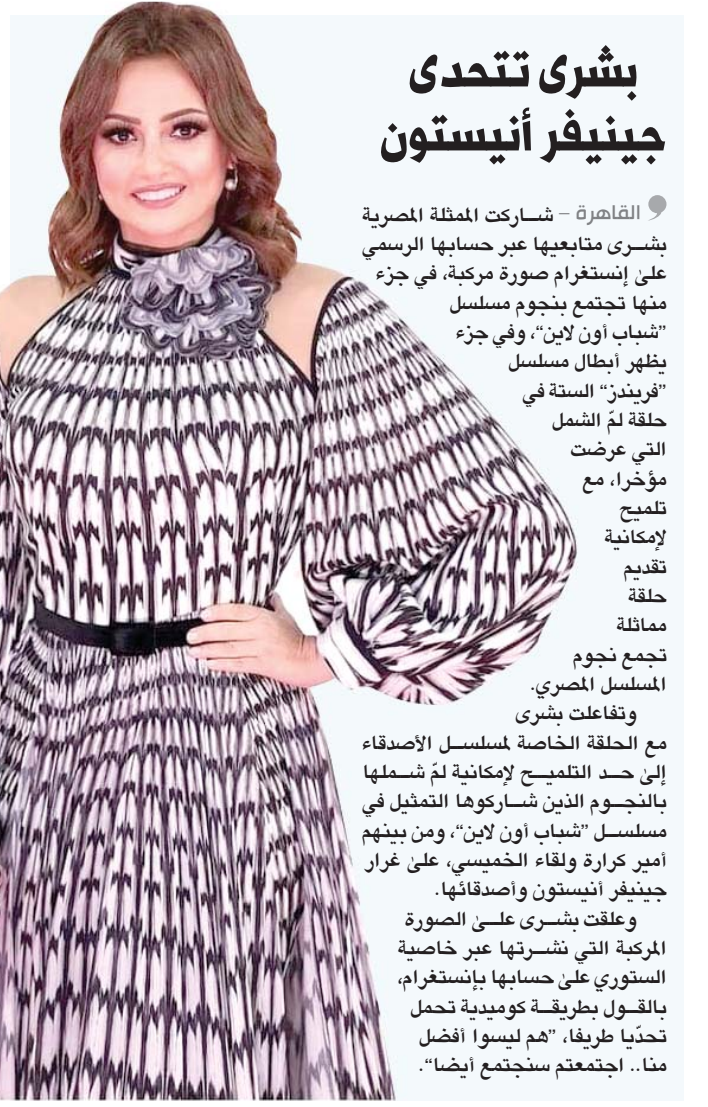 بشرى تتحدى
جينيفر أنيستون
القاهرة – شاركت الممثلة المصرية
بشرى متابعيها عبر حسابها الرسمي
على إنستغرام صورة مركبة، في جزء
منها تجتمع بنجوم مسلسل
”شباب أون لاين“، وفي جزء
يظهر أبطال مسلسل
”فريندز“ الستة في
حلقة لمّ الشمل
التي عرضت
مؤخرا، مع
تلميح
لإمكانية
تقديم
حلقة
مماثلة
تجمع نجوم
المسلسل المصري.
وتفاعلت بشرى
مع الحلقة الخاصة لمسلسل الأصدقاء
إلى حد التلميح لإمكانية لمّ شملها
بالنجوم الذين شاركوها التمثيل في
مسلسل ”شباب أون لاين“، ومن بينهم
أمير كرارة ولقاء الخميسي، على غرار
جينيفر أنيستون وأصدقائها.
وعلقت بشرى على الصورة
المركبة التي نشرتها عبر خاصية
الستوري على حسابها بإنستغرام،
بالقول بطريقة كوميدية تحمل
تحدّيا طريفا، ”هم ليسوا أفضل
منا.. اجتمعتم سنجتمع أيضا“.